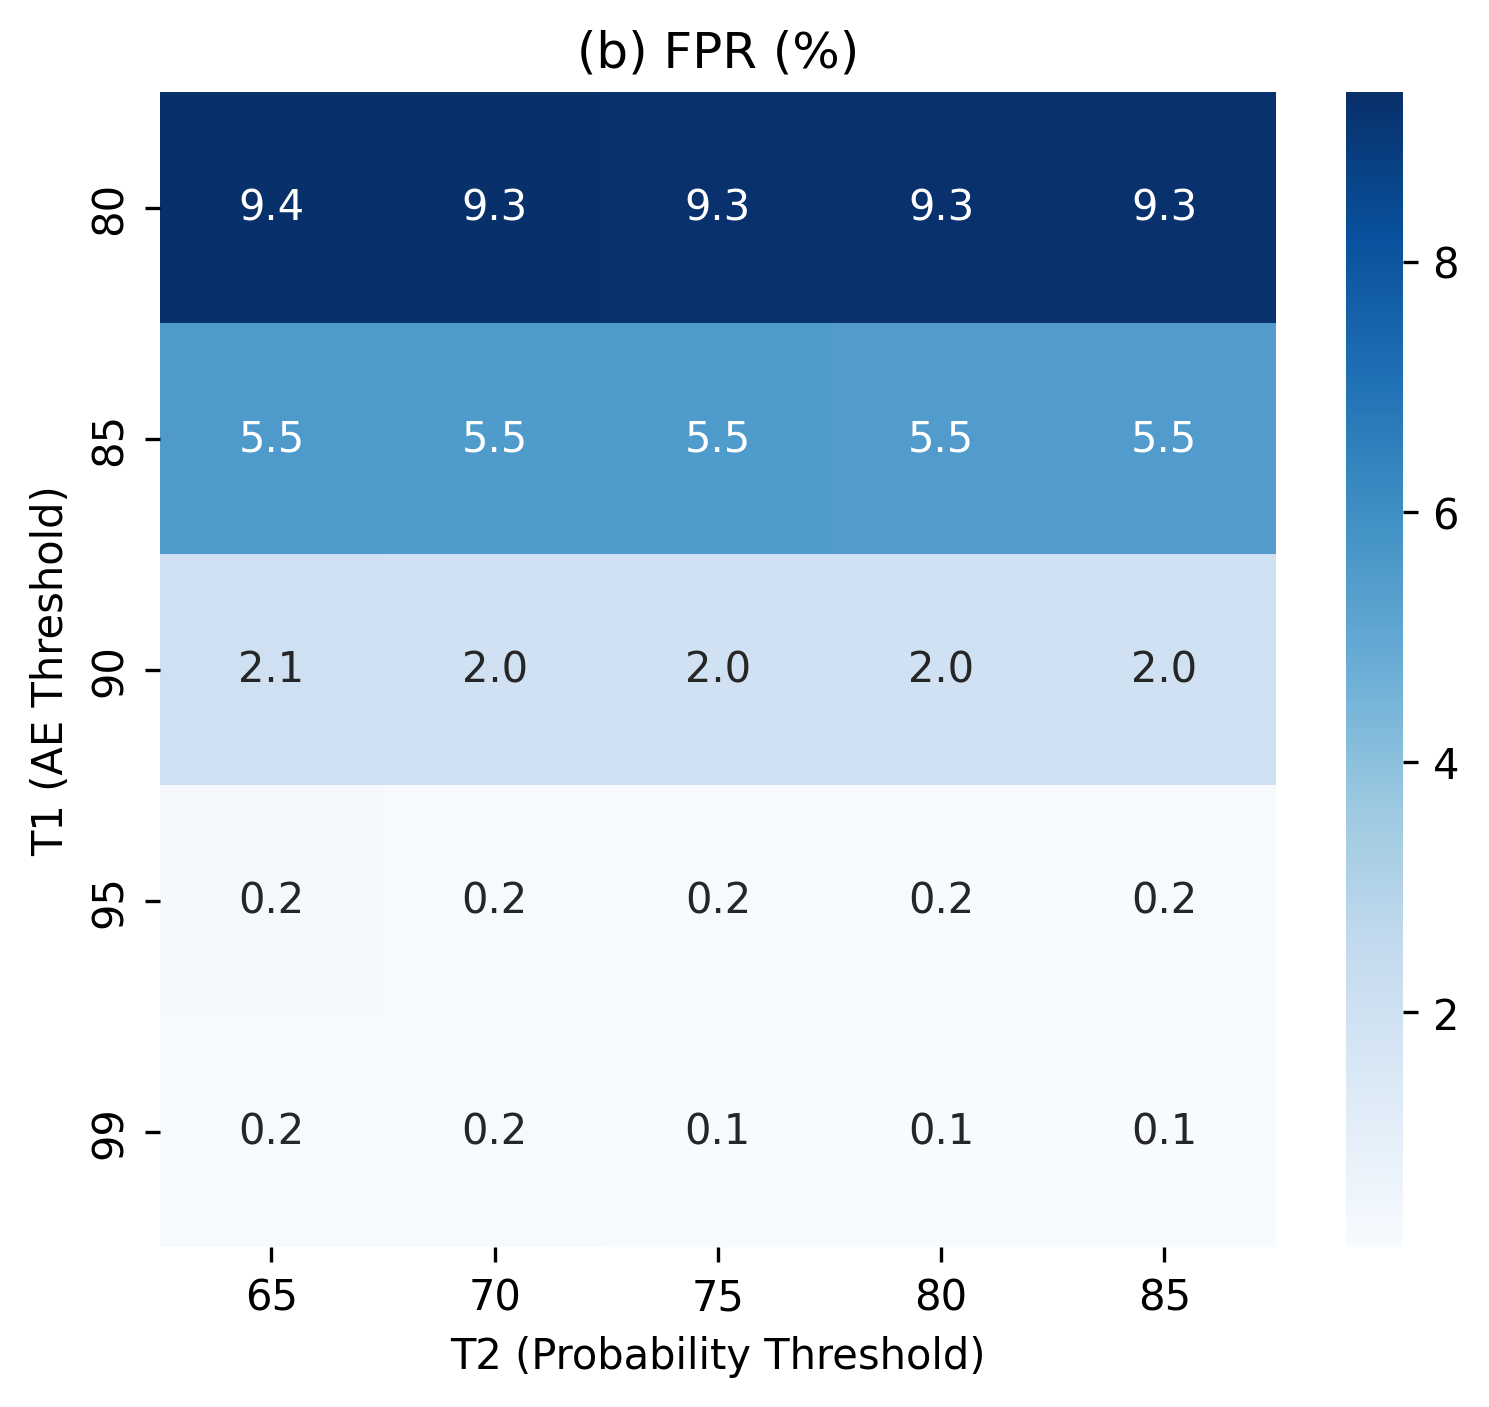 (b) FPR (%)
80 9.4 9.3 9.3 9.3 9.3
85 5.5 5.5 5.5 5.5 5.5
90 2.1 2.0 2.0 2.0 2.0
95 0.2 0.2 0.2 0.2 0.2
99 0.2 0.2 0.1 0.1 0.1
65 70 75 80 85
T2 (Probability Threshold)
T1 (AE Threshold)
8
6
4
2